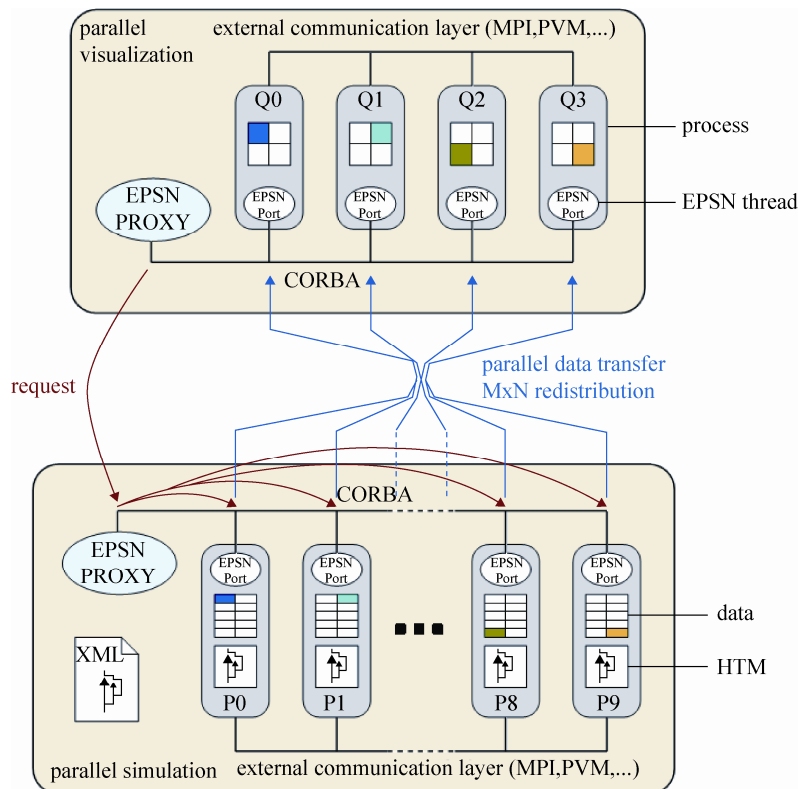 parallel
visualization
external communication layer (MPI,PVM,...)
Q0
Q1
Q2
Q3
process
EPSN
PROXY
EPSN
Port
EPSN
Port
EPSN
Port
EPSN
Port
EPSN thread
CORBA
parallel data transfer
MxN redistribution
request
CORBA
EPSN
PROXY
EPSN
Port
EPSN
Port
EPSN
Port
EPSN
Port
data
XML
HTM
P0
P1
P8
P9
parallel simulation
external communication layer (MPI,PVM,...)